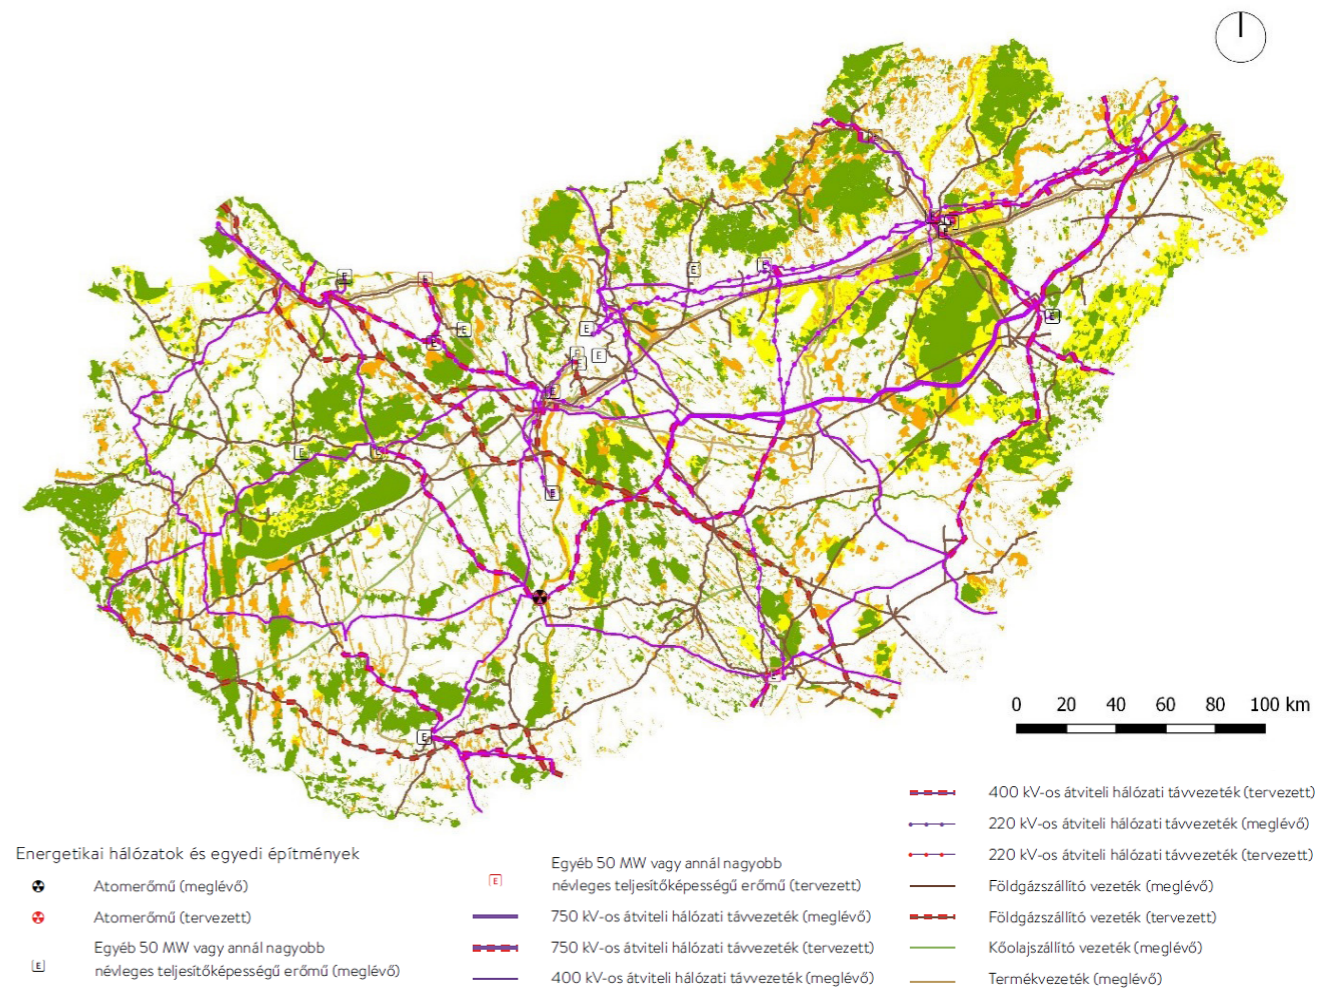 0 20 40 60 80 100 km
Energetikai hálózatok és egyedi építmények
Atomerőmű (meglévő)
Atomerőmű (tervezett)
Egyéb 50 MW vagy annál nagyobb
névleges teljesítőképességű erőmű (meglévő)
Egyéb 50 MW vagy annál nagyobb
névleges teljesítőképességű erőmű (tervezett)
750 kV-os átviteli hálózati távvezeték (meglévő)
750 kV-os átviteli hálózati távvezeték (tervezett)
400 kV-os átviteli hálózati távvezeték (meglévő)
400 kV-os átviteli hálózati távvezeték (tervezett)
220 kV-os átviteli hálózati távvezeték (meglévő)
220 kV-os átviteli hálózati távvezeték (tervezett)
Földgázszállító vezeték (meglévő)
Földgázszállító vezeték (tervezett)
Kőolajszállító vezeték (meglévő)
Termékvezeték (meglévő)